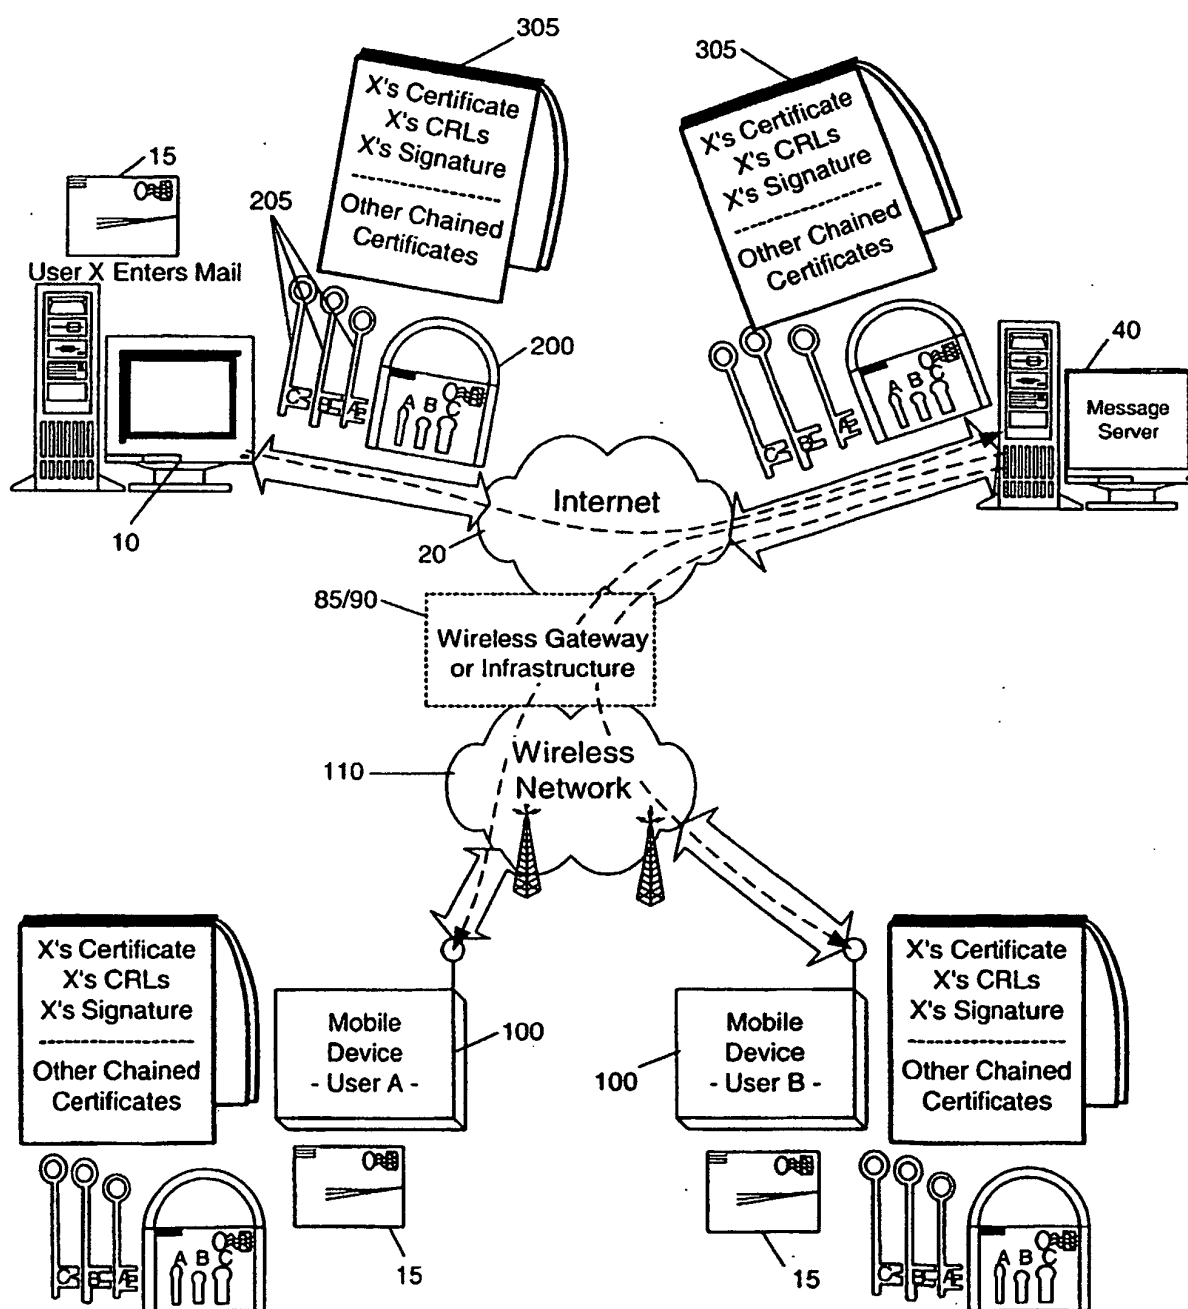 305
X's Certificate
X's CRLs
X's Signature
Other Chained
Certificates
305
X's Certificate
X's CRLs
X's Signature
Other Chained
Certificates
15
User X Enters Mail
205
C B A
200
A B C
C B A
A B C
40
Message
Server
10
Internet
20
85/90
Wireless Gateway
or Infrastructure
110
Wireless
Network
X's Certificate
X's CRLs
X's Signature
Other Chained
Certificates
Mobile
Device
- User A -
100
Mobile
Device
- User B -
100
X's Certificate
X's CRLs
X's Signature
Other Chained
Certificates
C B A
A B C
15
15
C B A
A B C